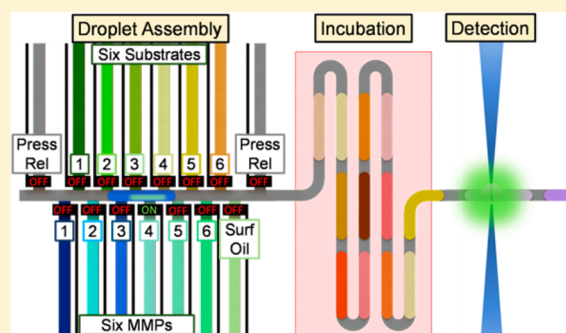 Droplet Assembly
Incubation
Detection
Six Substrates
Press
Rel
1
2
3
4
5
6
Press
Rel
OFF
OFF
OFF
OFF
OFF
OFF
OFF
OFF
OFF
OFF
OFF
ON
OFF
OFF
OFF
1
2
3
4
5
6
Surf
Oil
Six MMPs